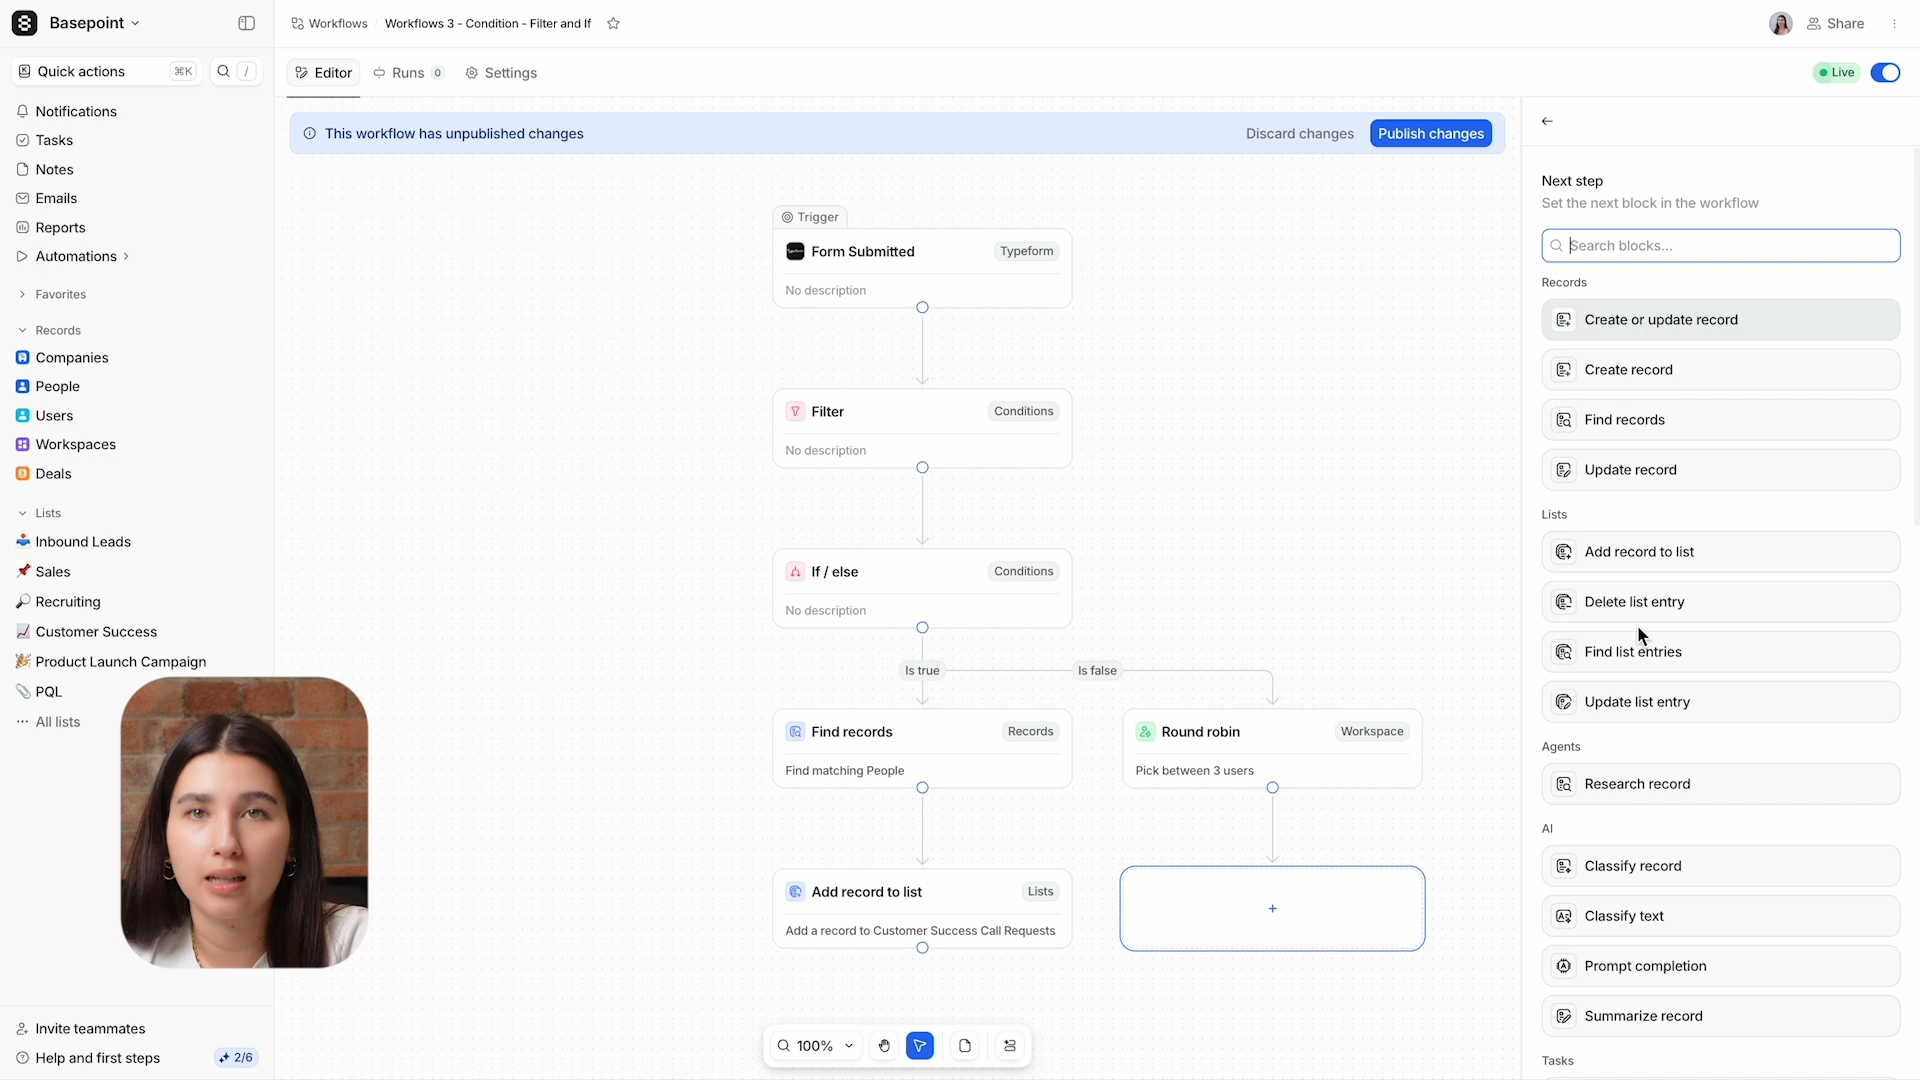 Basepoint
Workflows / Workflows 3 - Condition - Filter and If
Share
Quick actions ⌘K /
Editor
Runs 0
Settings
Live
Notifications
Tasks
Notes
Emails
Reports
Automations
Favorites
Records
Companies
People
Users
Workspaces
Deals
Lists
Inbound Leads
Sales
Recruiting
Customer Success
Product Launch Campaign
PQL
All lists
Invite teammates
Help and first steps 2/6
This workflow has unpublished changes
Discard changes
Publish changes
Trigger
Form Submitted Typeform
No description
Filter Conditions
No description
If / else Conditions
No description
Is true Is false
Find records Records
Find matching People
Round robin Workspace
Pick between 3 users
Add record to list Lists
Add a record to Customer Success Call Requests
+
100%
Next step
Set the next block in the workflow
Search blocks...
Records
Create or update record
Create record
Find records
Update record
Lists
Add record to list
Delete list entry
Find list entries
Update list entry
Agents
Research record
AI
Classify record
Classify text
Prompt completion
Summarize record
Tasks